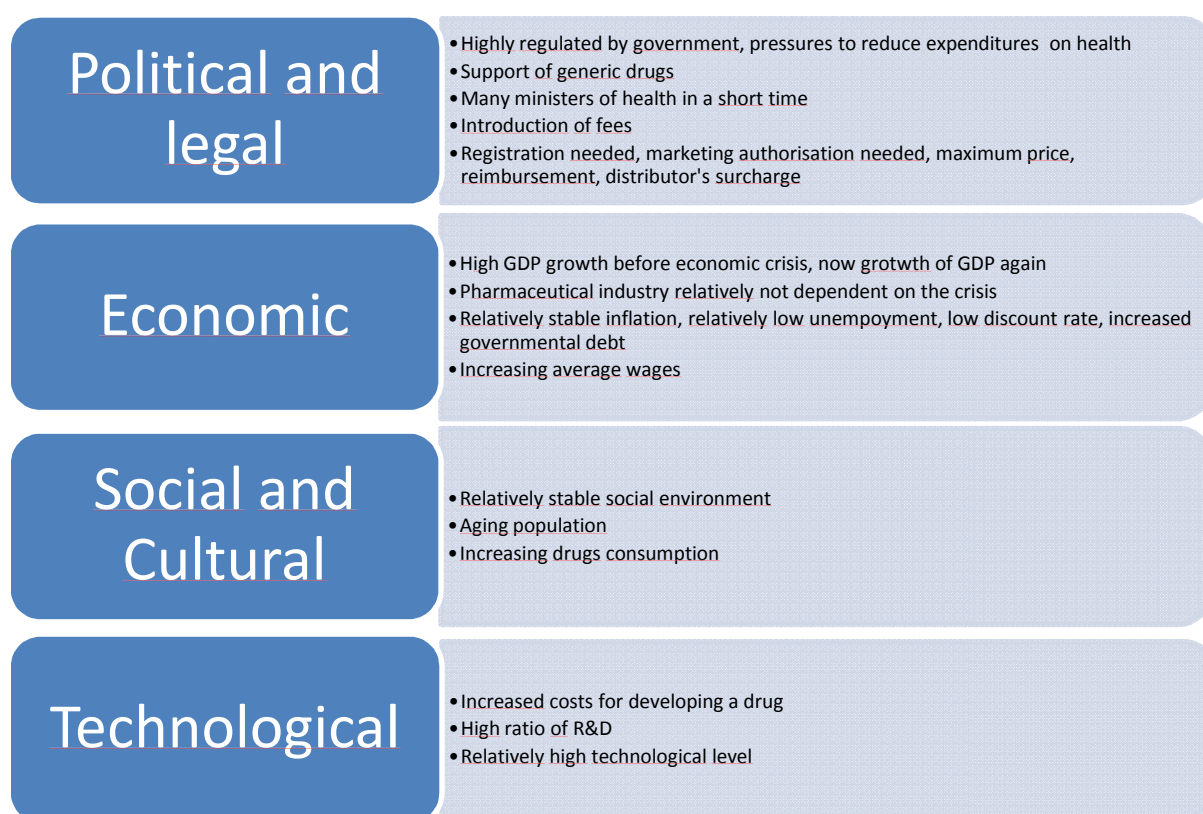 Political and
legal
•Highly regulated by government, pressures to reduce expenditures on health
•Support of generic drugs
•Many ministers of health in a short time
•Introduction of fees
•Registration needed, marketing authorisation needed, maximum price,
reimbursement, distributor's surcharge
Economic
•High GDP growth before economic crisis, now grotwth of GDP again
•Pharmaceutical industry relatively not dependent on the crisis
•Relatively stable inflation, relatively low unempoyment, low discount rate, increased
governmental debt
•Increasing average wages
Social and
Cultural
•Relatively stable social environment
•Aging population
•Increasing drugs consumption
Technological
•Increased costs for developing a drug
•High ratio of R&D
•Relatively high technological level